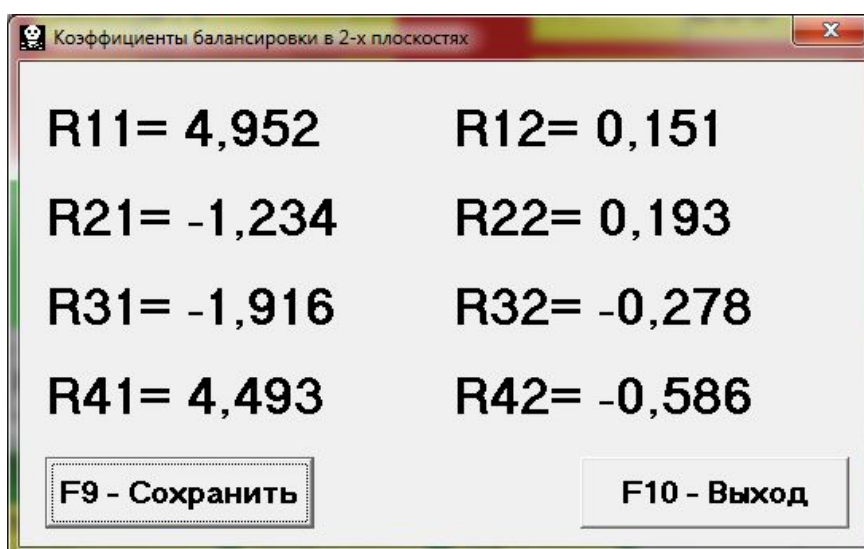 Коэффициенты балансировки в 2-х плоскостях
R11= 4,952 R12= 0,151
R21= -1,234 R22= 0,193
R31= -1,916 R32= -0,278
R41= 4,493 R42= -0,586
F9 - Сохранить F10 - Выход